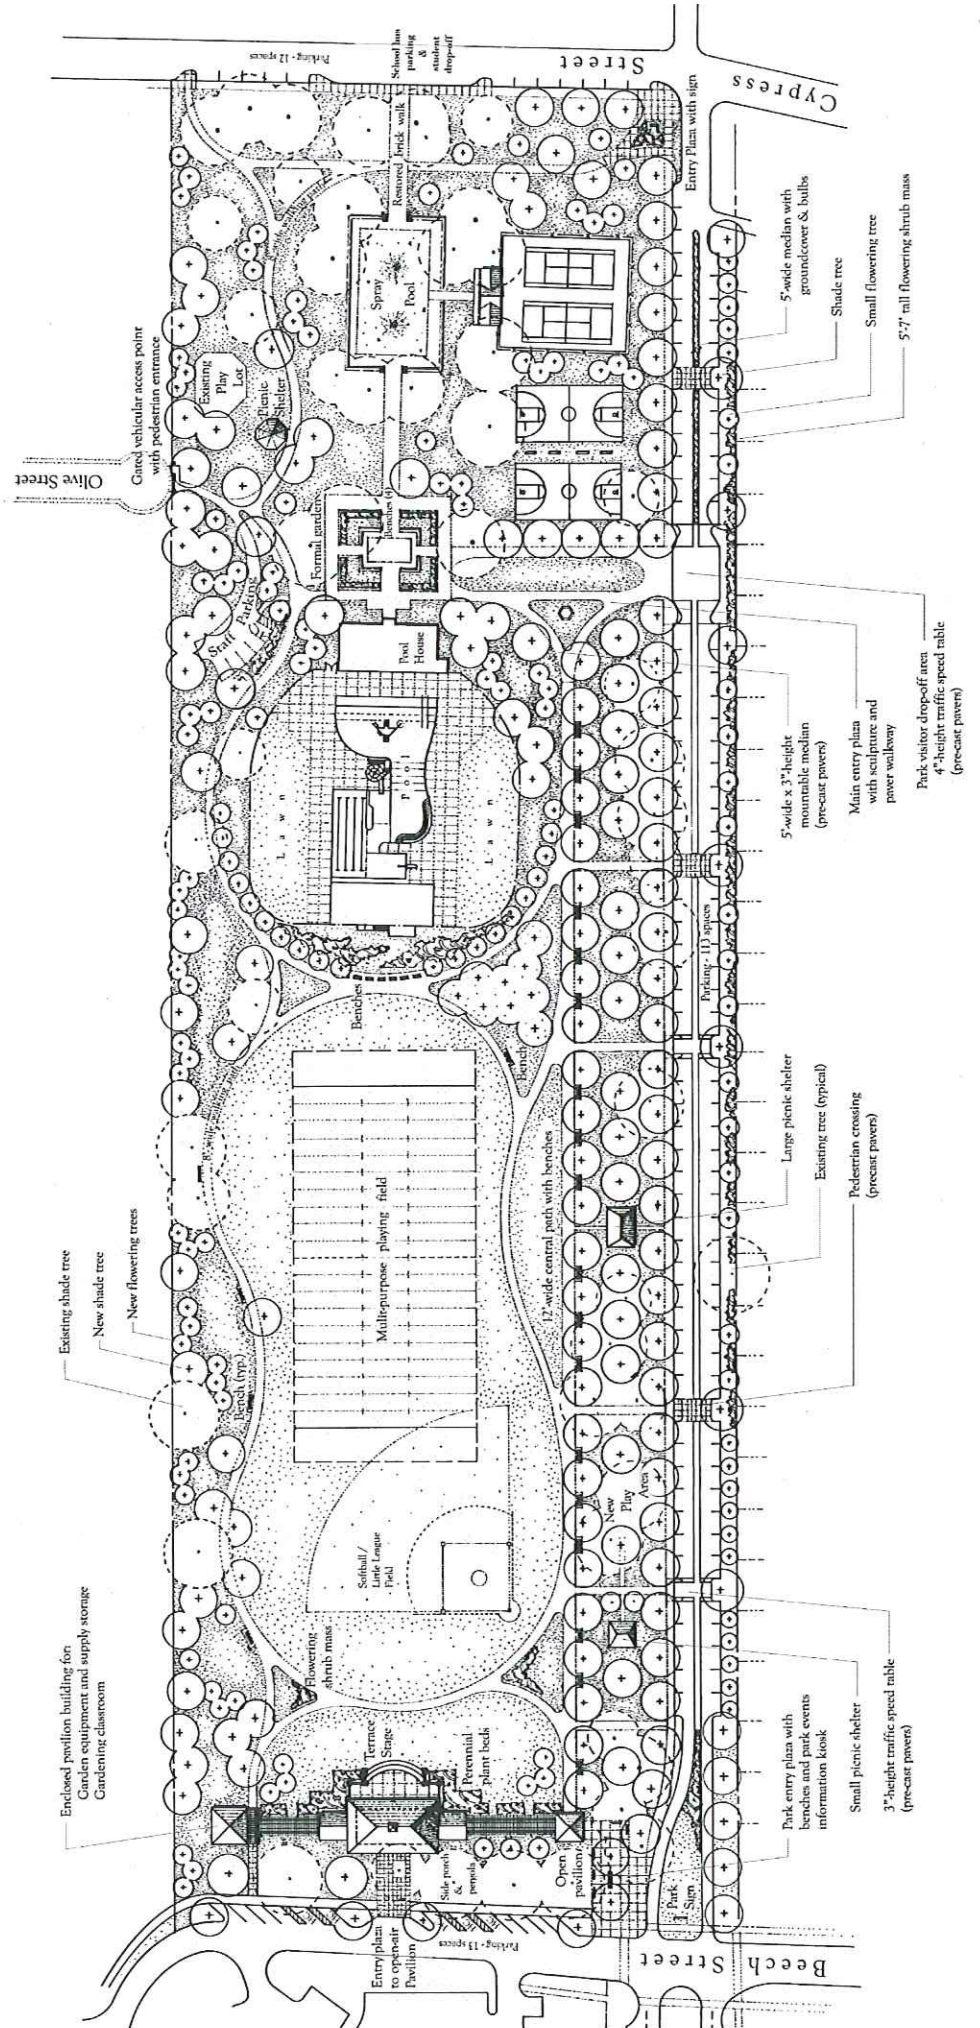 Cypress
Street
Beech
Street
Olive Street
Parking - 12 spaces
School bus
parking
&
student
drop-off
Restored brick walk
path
Entry Plaza with sign
5'-wide median with
groundcover & bulbs
Shade tree
Small flowering tree
5'-7' tall flowering shrub mass
Gated vehicular access point
with pedestrian entrance
Existing
Play
Lot
Picnic
Shelter
Spray
Pool
Formal garden
Benches (4)
Staff Parking
Pool
House
Lawn
Pool
Lawn
5'-wide x 3"-height
mountable median
(pre-cast pavers)
Main entry plaza
with sculpture and
paver walkway
Park visitor drop-off area
4"-height traffic speed table
(pre-cast pavers)
Parking - 113 spaces
Benches
Bench
8' wide
Multi-purpose playing field
12'-wide central path with benches
Large picnic shelter
Existing tree (typical)
Pedestrian crossing
(precast pavers)
Existing shade tree
New shade tree
New flowering trees
Bench (typ.)
Softball/
Little League
Field
New
Play
Area
Flowering
shrub mass
Enclosed pavilion building for:
Garden equipment and supply storage
Gardening classroom
Terrace
Stage
Perennial
plant beds
Side porch
&
pergola
Open
pavilion
Park
Sign
Park entry plaza with
benches and park events
information kiosk
Small picnic shelter
3"-height traffic speed table
(pre-cast pavers)
Entry plaza
to open-air
Pavilion
Parking - 13 spaces